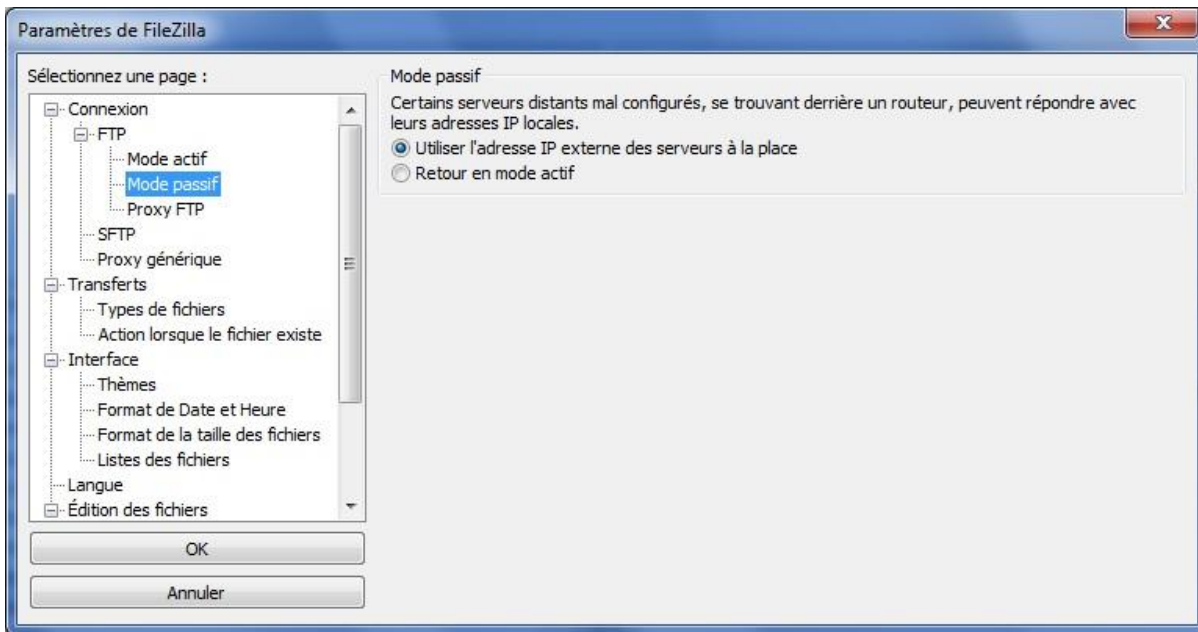 Paramètres de FileZilla
Sélectionnez une page :
Connexion
FTP
Mode actif
Mode passif
Proxy FTP
SFTP
Proxy générique
Transferts
Types de fichiers
Action lorsque le fichier existe
Interface
Thèmes
Format de Date et Heure
Format de la taille des fichiers
Listes des fichiers
Langue
Édition des fichiers
OK
Annuler
Mode passif
Certains serveurs distants mal configurés, se trouvant derrière un routeur, peuvent répondre avec
leurs adresses IP locales.
Utiliser l'adresse IP externe des serveurs à la place
Retour en mode actif